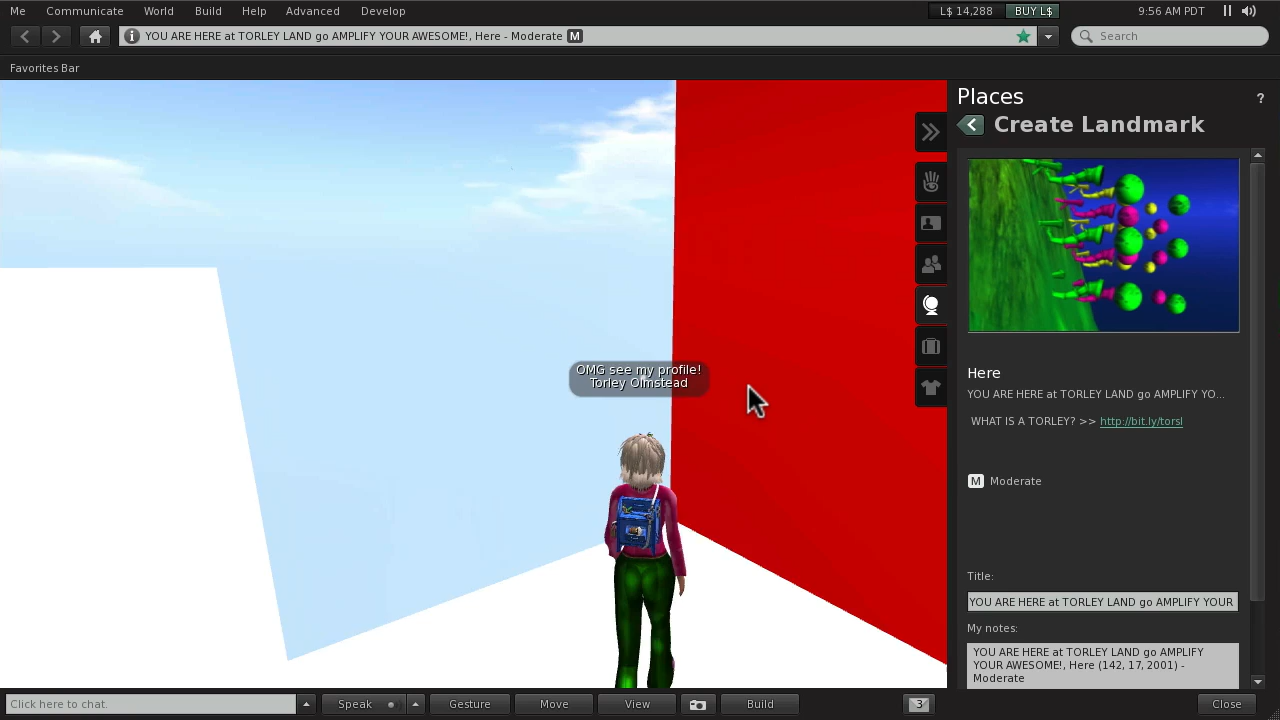 Me Communicate World Build Help Advanced Develop L$ 14,288 BUY L$ 9:56 AM PDT
YOU ARE HERE at TORLEY LAND go AMPLIFY YOUR AWESOME!, Here - Moderate M Search
Favorites Bar
Places ?
Create Landmark
OMG see my profile!
Torley Olmstead
Here
YOU ARE HERE at TORLEY LAND go AMPLIFY YO...
WHAT IS A TORLEY? >> http://bit.ly/torsl
M Moderate
Title:
YOU ARE HERE at TORLEY LAND go AMPLIFY YOUR
My notes:
YOU ARE HERE at TORLEY LAND go AMPLIFY
YOUR AWESOME!, Here (142, 17, 2001) -
Moderate
Click here to chat. Speak Gesture Move View Build 3 Close